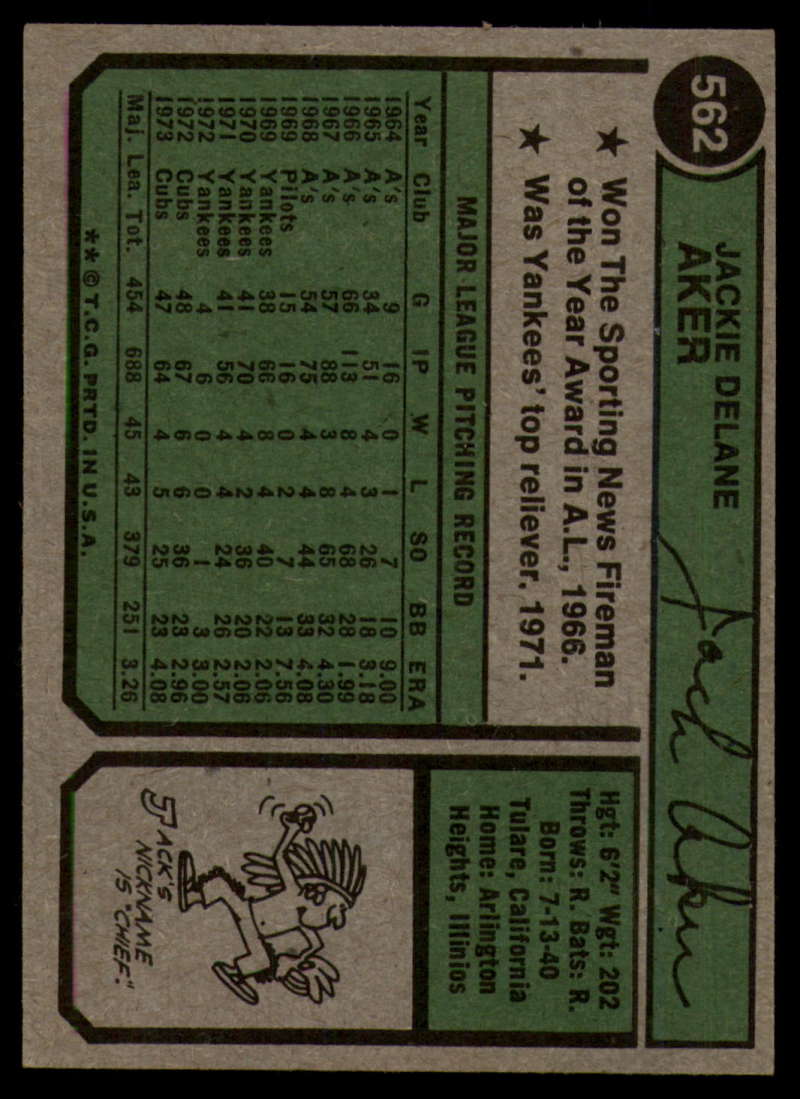 562
JACKIE DELANE
AKER
Jack Aker
★ Won The Sporting News Fireman
of the Year Award in A.L., 1966.
★ Was Yankees' top reliever. 1971.
MAJOR LEAGUE PITCHING RECORD
Year Club G IP W L SO BB ERA
1964 A's 9 16 0 1 7 10 9.00
1965 A's 34 51 4 3 26 18 3.18
1966 A's 66 113 8 4 68 28 1.99
1967 A's 57 88 3 8 65 32 4.30
1968 A's 54 75 4 4 44 33 4.08
1969 Pilots 15 16 0 2 7 13 7.56
1969 Yankees 38 66 8 4 40 22 2.06
1970 Yankees 41 70 4 2 36 20 2.06
1971 Yankees 41 56 4 4 24 26 2.57
1972 Yankees 4 6 0 0 1 3 3.00
1972 Cubs 48 67 6 6 36 23 2.96
1973 Cubs 47 64 4 5 25 23 4.08
Maj. Lea. Tot. 454 688 45 43 379 251 3.26
**©T.C.G. PRTD. IN U.S.A.
Hgt: 6'2" Wgt: 202
Throws: R. Bats: R.
Born: 7-13-40
Tulare, California
Home: Arlington
Heights, Illinios
JACK'S
NICKNAME
IS "CHIEF."